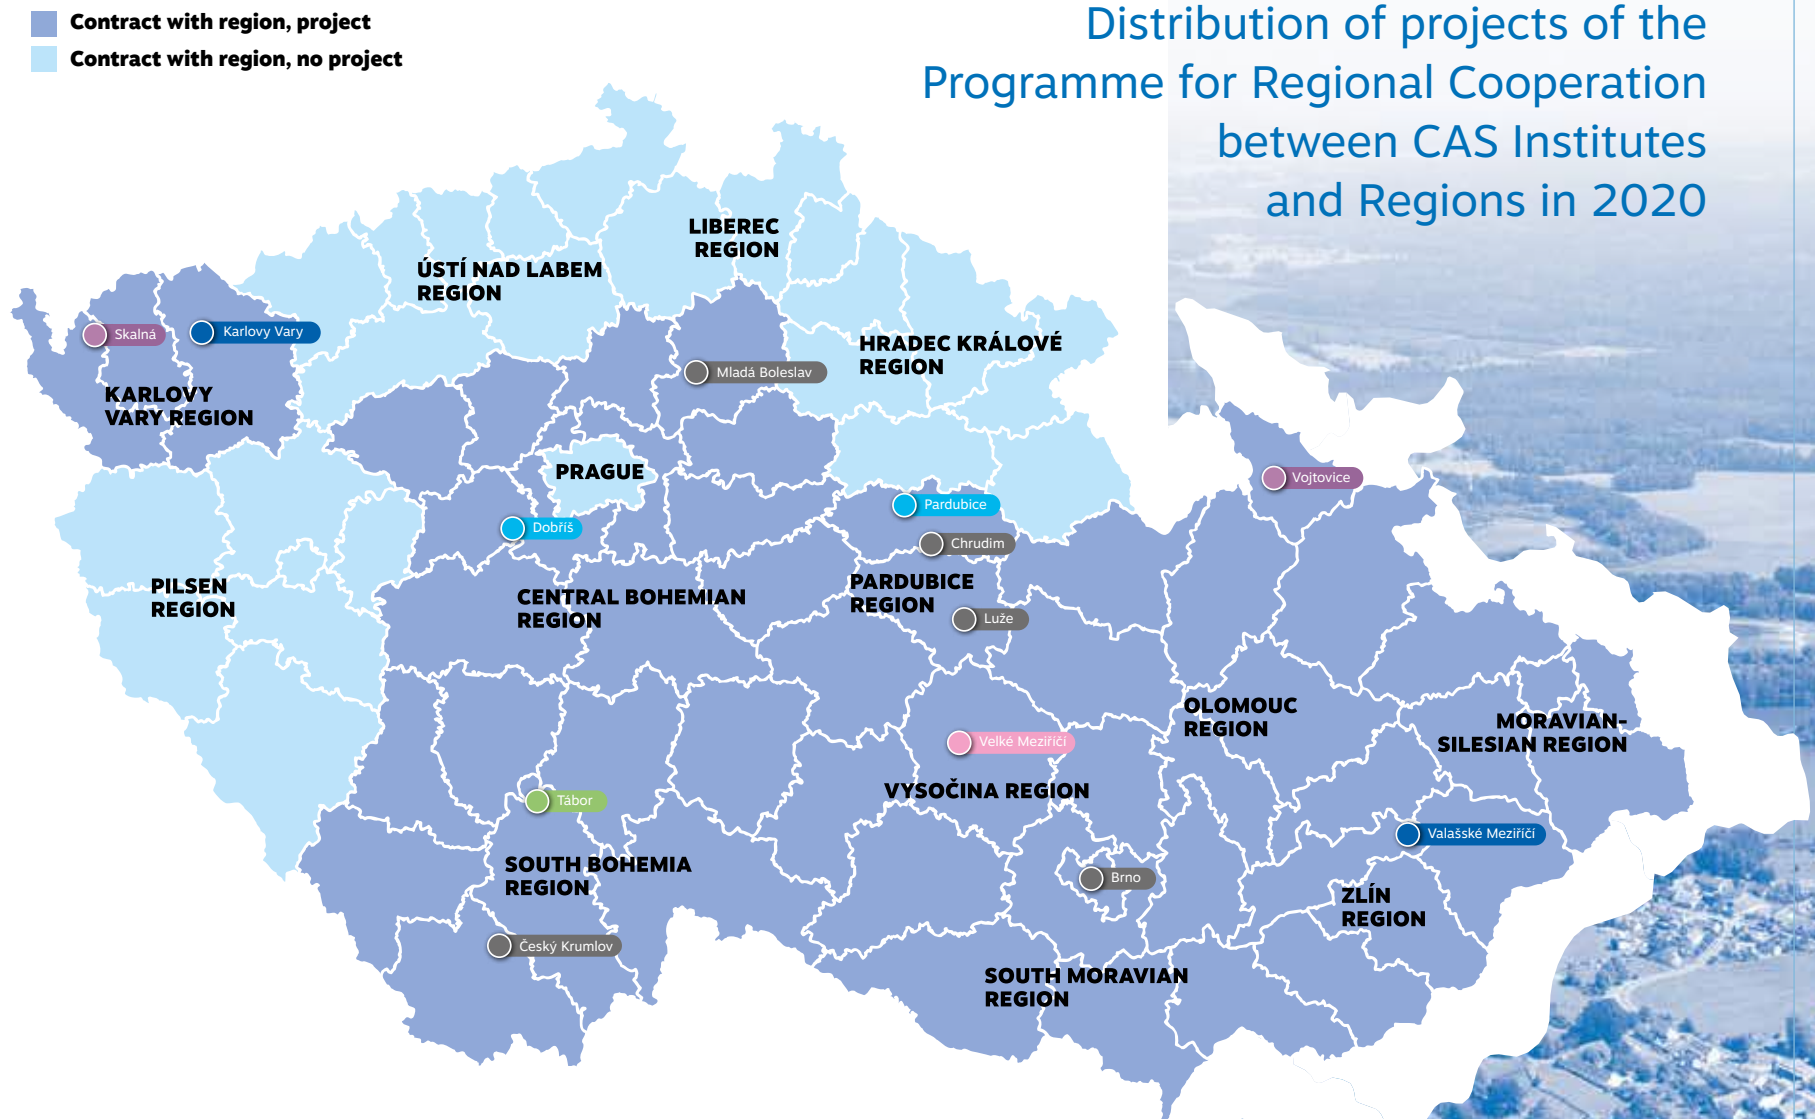 Contract with region, project
Contract with region, no project
Distribution of projects of the
Programme for Regional Cooperation
between CAS Institutes
and Regions in 2020
LIBEREC
REGION
ÚSTÍ NAD LABEM
REGION
Skalná
Karlovy Vary
HRADEC KRÁLOVÉ
REGION
Mladá Boleslav
KARLOVY
VARY REGION
PRAGUE
Vojtovice
Pardubice
Dobříš
Chrudim
PILSEN
REGION
CENTRAL BOHEMIAN
REGION
PARDUBICE
REGION
Luže
OLOMOUC
REGION
MORAVIAN-
SILESIAN REGION
Velké Meziříčí
VYSOČINA REGION
Tábor
Valašské Meziříčí
SOUTH BOHEMIA
REGION
Brno
ZLÍN
REGION
Český Krumlov
SOUTH MORAVIAN
REGION